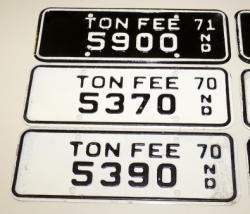 TON FEE 71
5900 ND
TON FEE 70
5370 ND
TON FEE 70
5390 ND